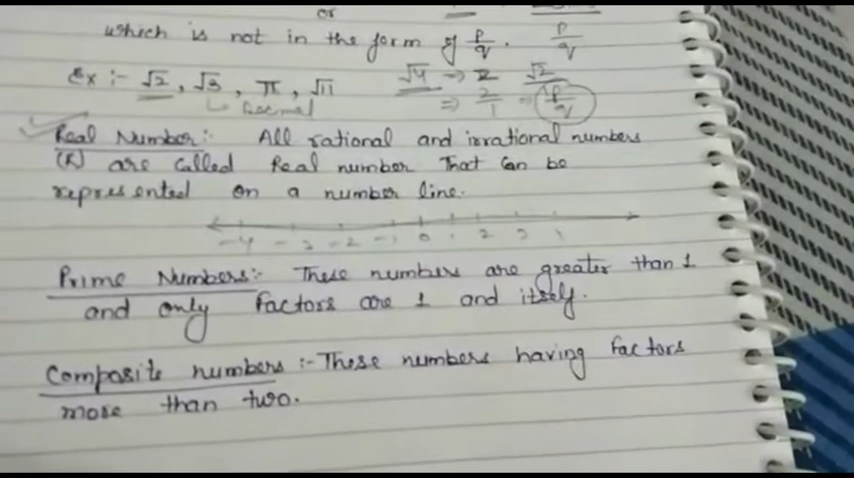 or
which is not in the form of p/q. p/q
Ex :- √2, √3, π, √11 √4 => 2 √2
↳ Decimal => 2/1 => p/q
Real Number:- All rational and irrational numbers
(R) are called Real number That can be
represented on a number line.
-4 -3 -2 -1 0 1 2 3
Prime Numbers:- These number are greater than 1
and only factors are 1 and itself.
Composite numbers :- These numbers having factors
more than two.